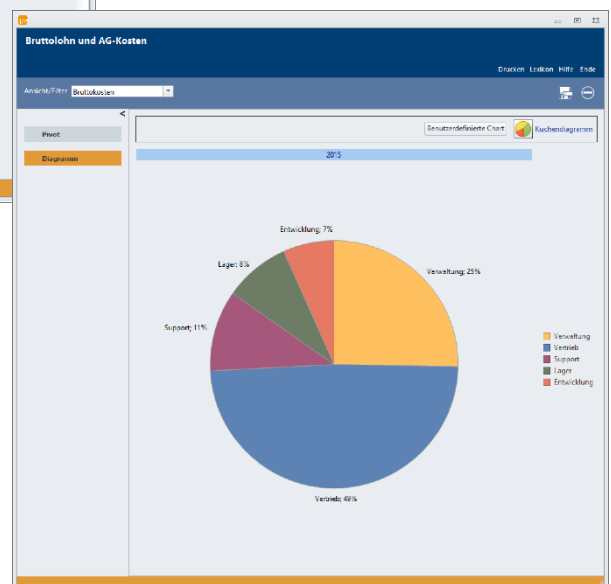 Bruttolohn und AG-Kosten
Drucken Lexikon Hilfe Ende
Ansicht/Filter Bruttokosten
<
Pivot
Diagramm
Benutzerdefinierte Chart
Kuchendiagramm
2015
Entwicklung; 7%
Lager; 8%
Verwaltung; 25%
Support; 11%
Vertrieb; 49%
Verwaltung
Vertrieb
Support
Lager
Entwicklung